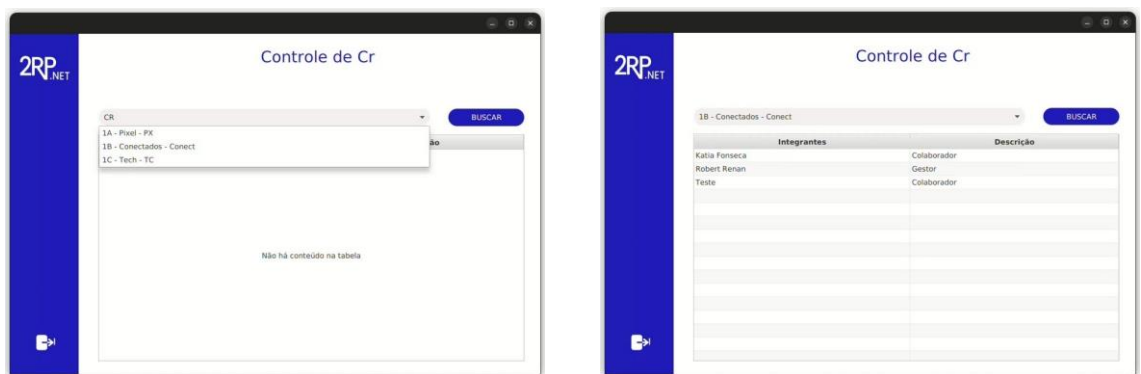 2RP.NET
Controle de Cr
CR
BUSCAR
1A - Pixel - PX
1B - Conectados - Conect
1C - Tech - TC
ão
Não há conteúdo na tabela
2RP.NET
Controle de Cr
1B - Conectados - Conect
BUSCAR
Integrantes Descrição
Katia Fonseca Colaborador
Robert Renan Gestor
Teste Colaborador